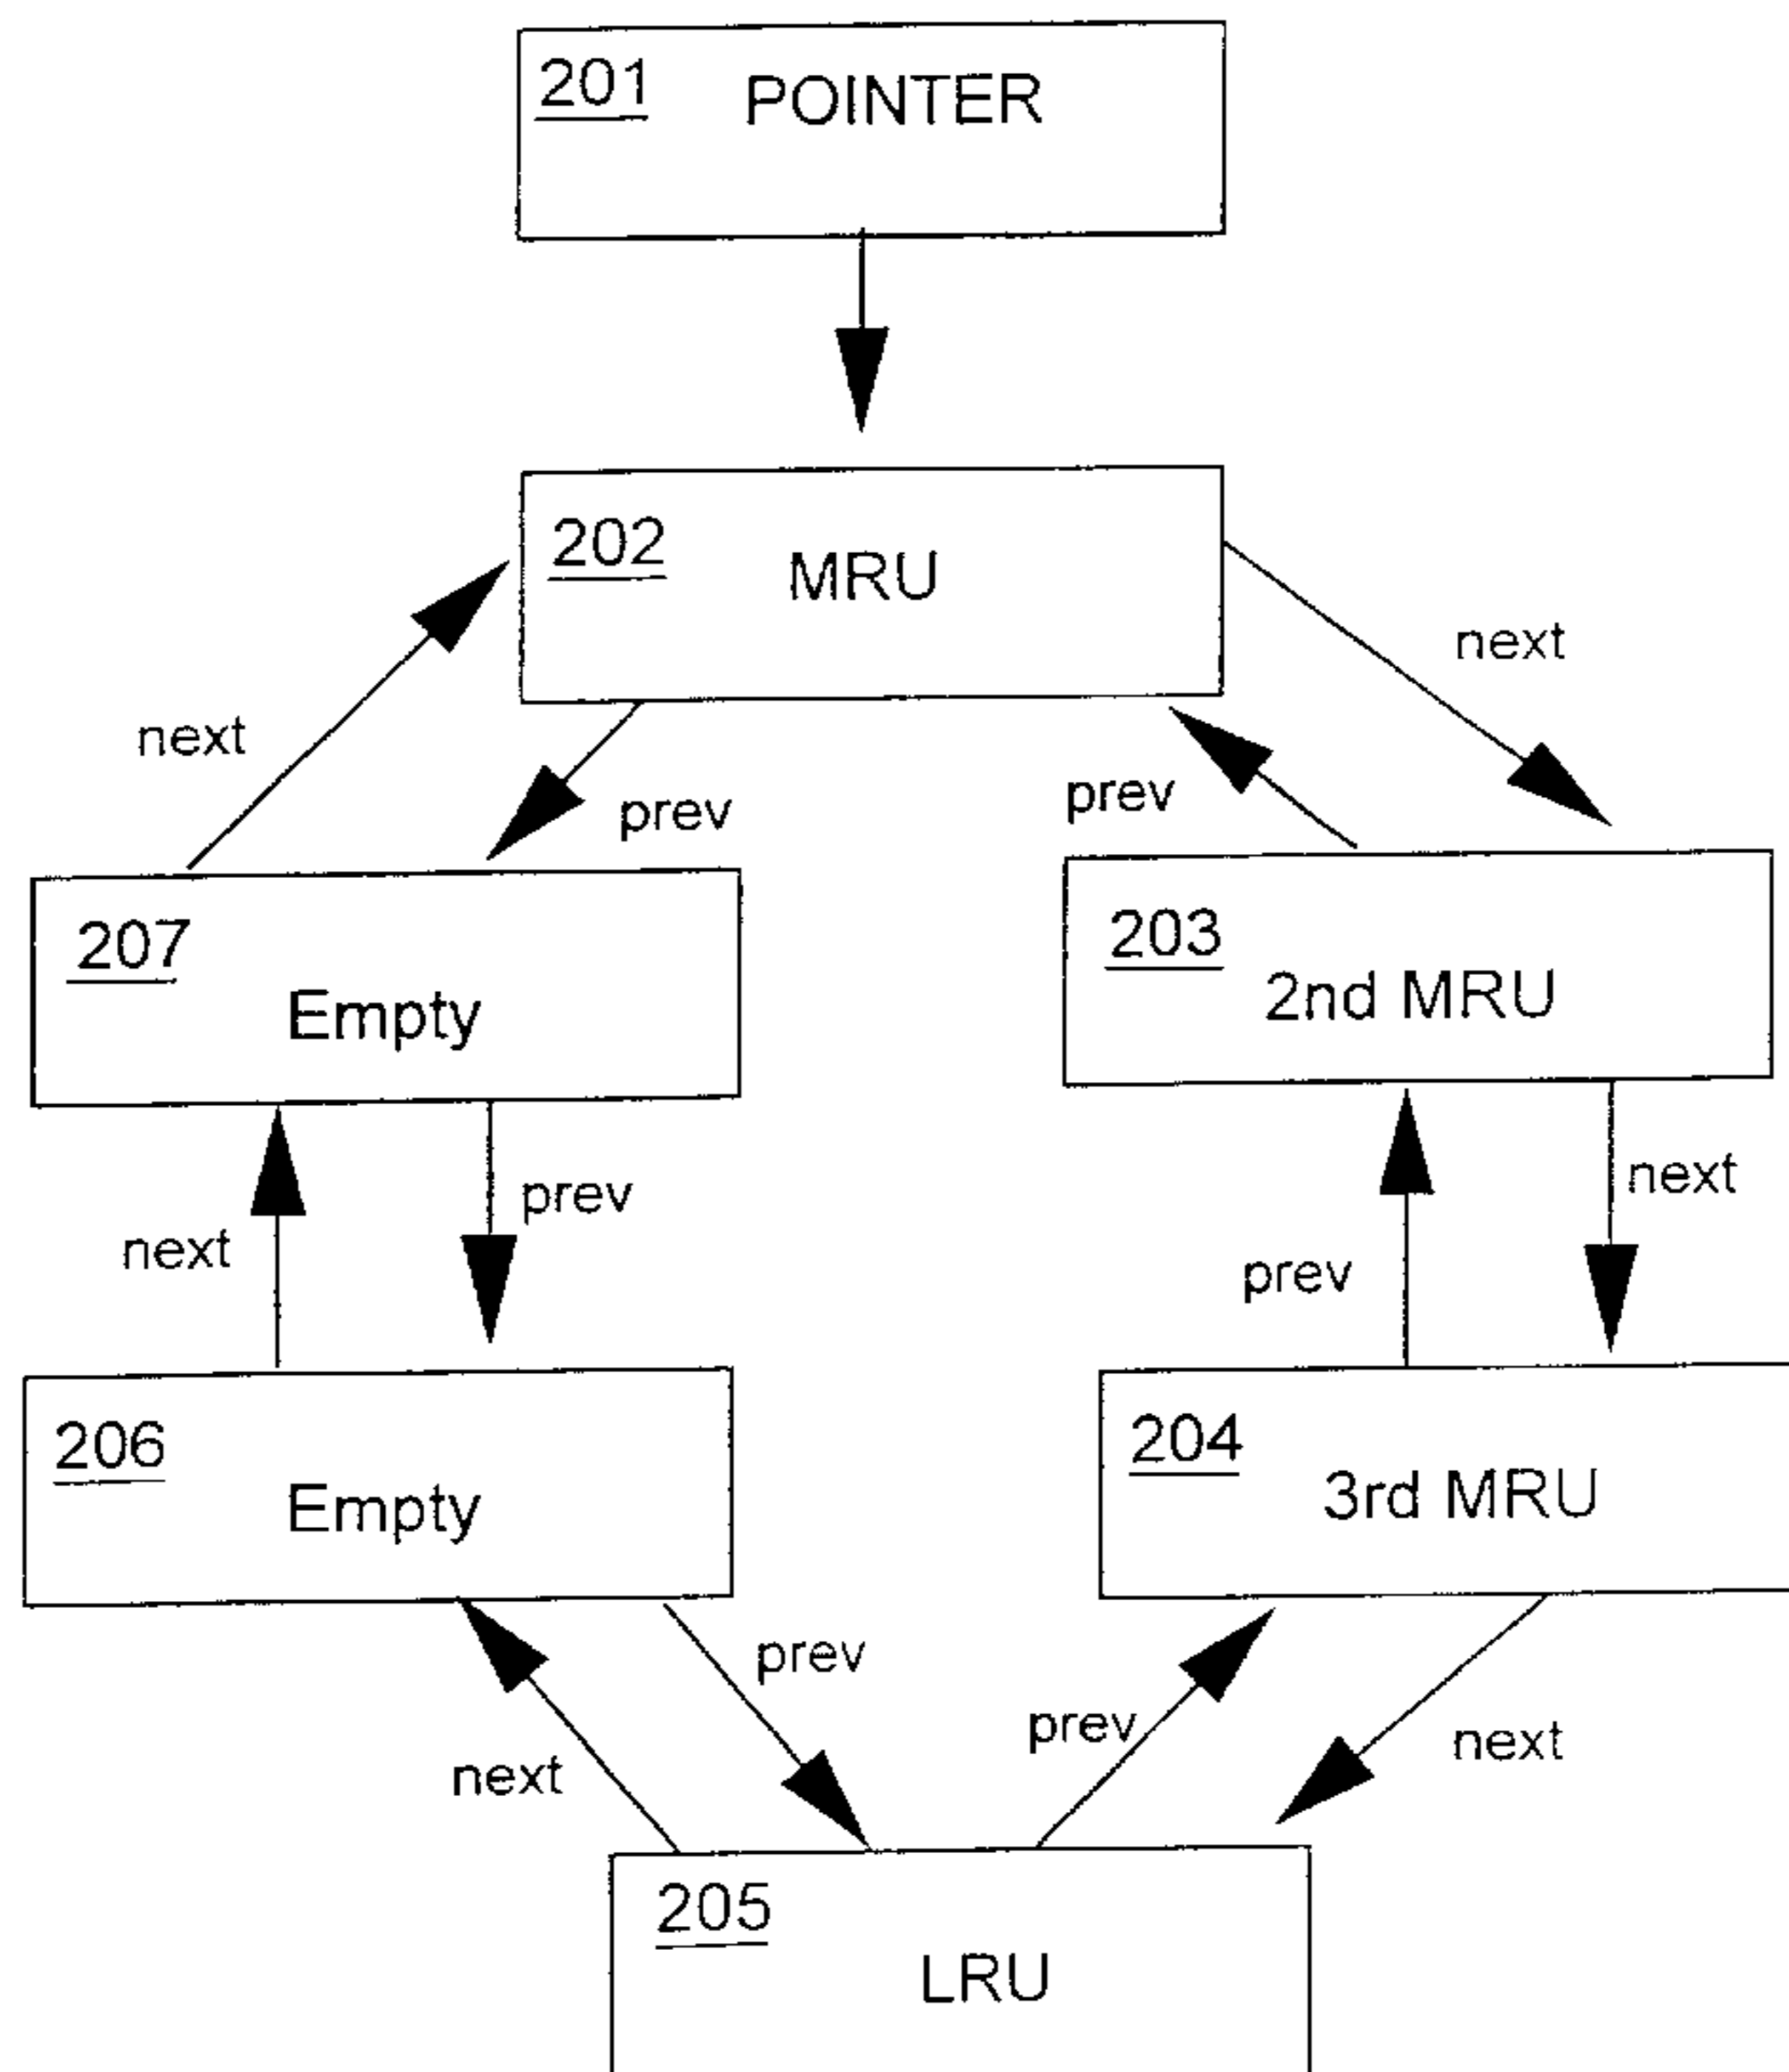 201 POINTER
202
MRU
next
next
prev
prev
207
Empty
203
2nd MRU
next
prev
prev
next
206
Empty
204
3rd MRU
prev
next
prev
next
205
LRU